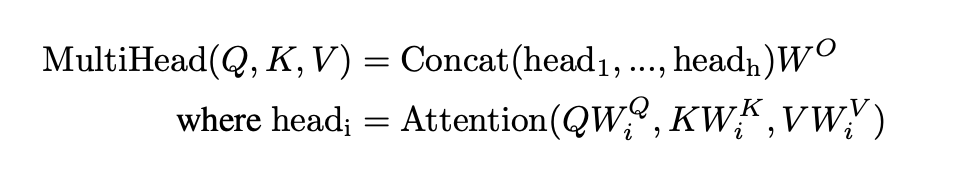 MultiHead(Q, K, V) = Concat(head₁, ..., headₕ)W^O
where headᵢ = Attention(QWᵢ^Q, KWᵢ^K, VWᵢ^V)